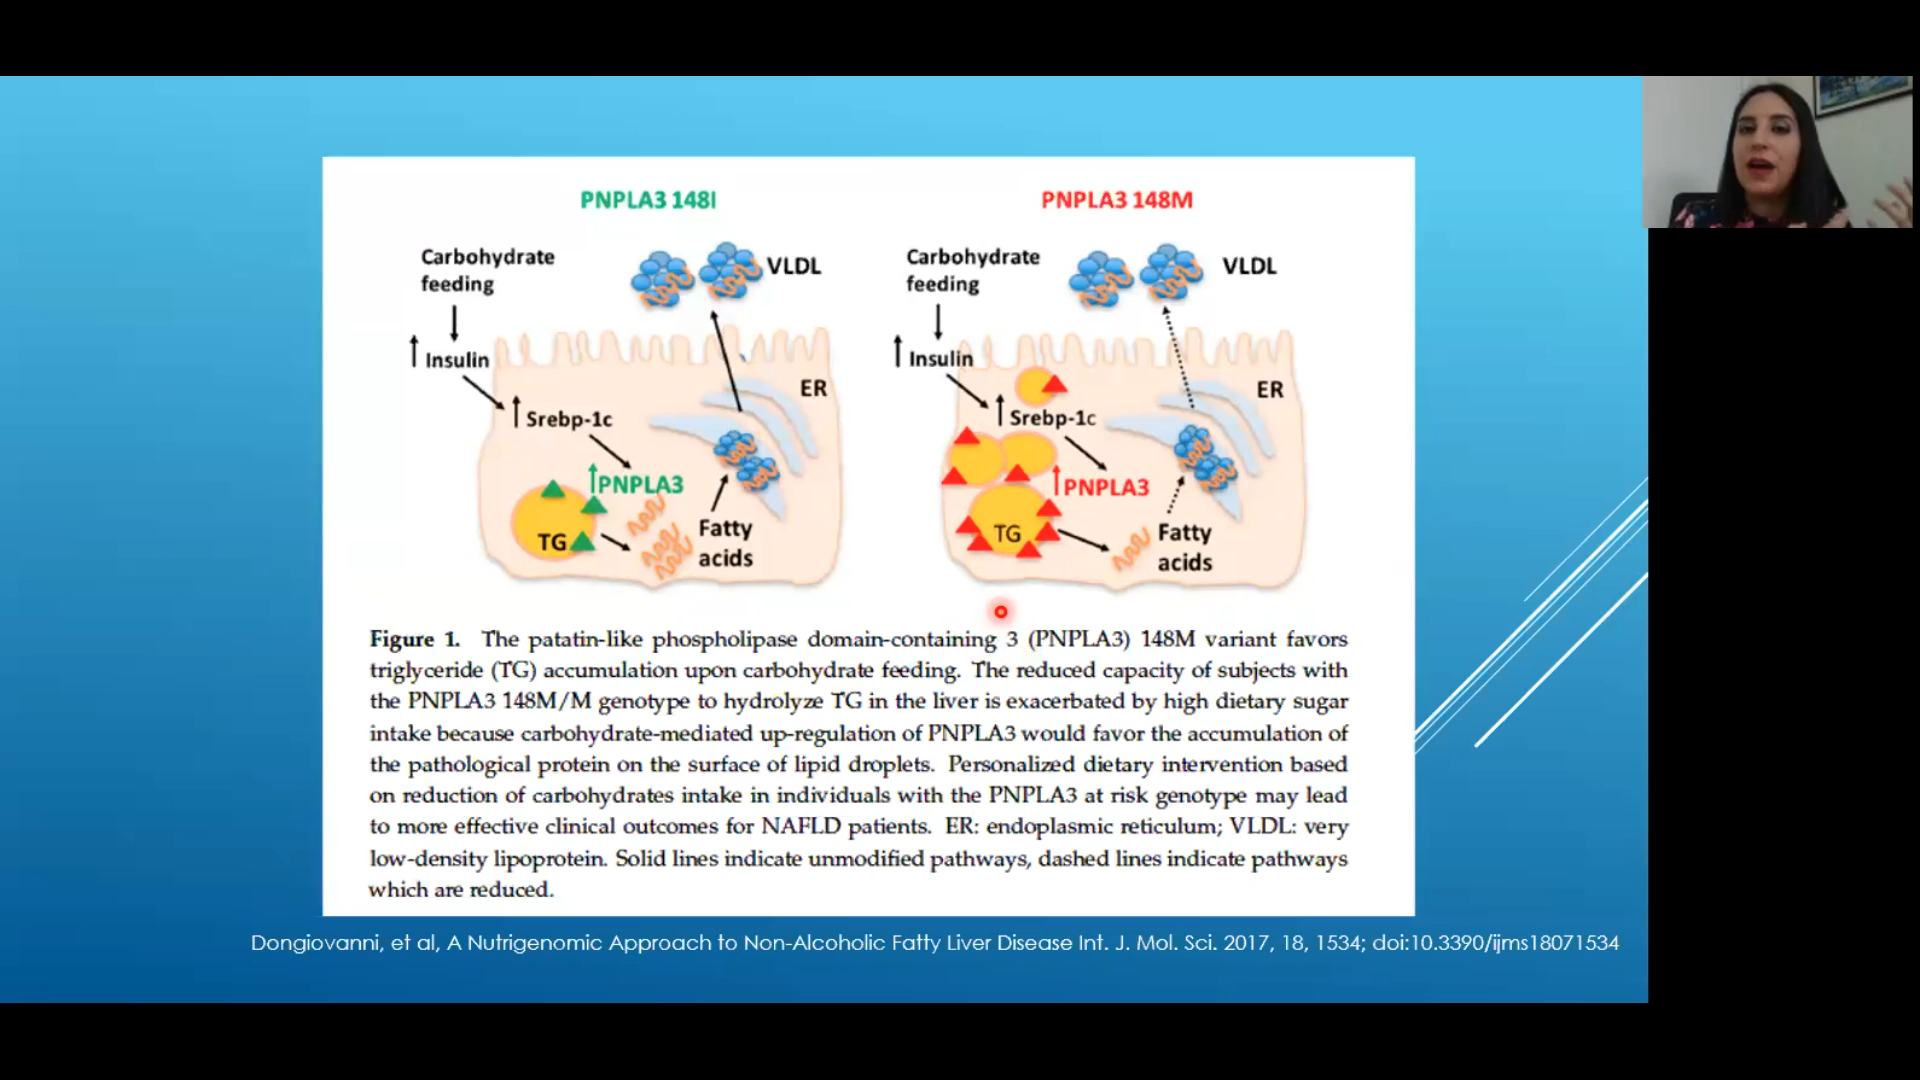 PNPLA3 148I
PNPLA3 148M
Carbohydrate
feeding
VLDL
Insulin
ER
Srebp-1c
PNPLA3
TG
Fatty
acids
Carbohydrate
feeding
VLDL
Insulin
ER
Srebp-1c
PNPLA3
TG
Fatty
acids
Figure 1. The patatin-like phospholipase domain-containing 3 (PNPLA3) 148M variant favors
triglyceride (TG) accumulation upon carbohydrate feeding. The reduced capacity of subjects with
the PNPLA3 148M/M genotype to hydrolyze TG in the liver is exacerbated by high dietary sugar
intake because carbohydrate-mediated up-regulation of PNPLA3 would favor the accumulation of
the pathological protein on the surface of lipid droplets. Personalized dietary intervention based
on reduction of carbohydrates intake in individuals with the PNPLA3 at risk genotype may lead
to more effective clinical outcomes for NAFLD patients. ER: endoplasmic reticulum; VLDL: very
low-density lipoprotein. Solid lines indicate unmodified pathways, dashed lines indicate pathways
which are reduced.
Dongiovanni, et al, A Nutrigenomic Approach to Non-Alcoholic Fatty Liver Disease Int. J. Mol. Sci. 2017, 18, 1534; doi:10.3390/ijms18071534